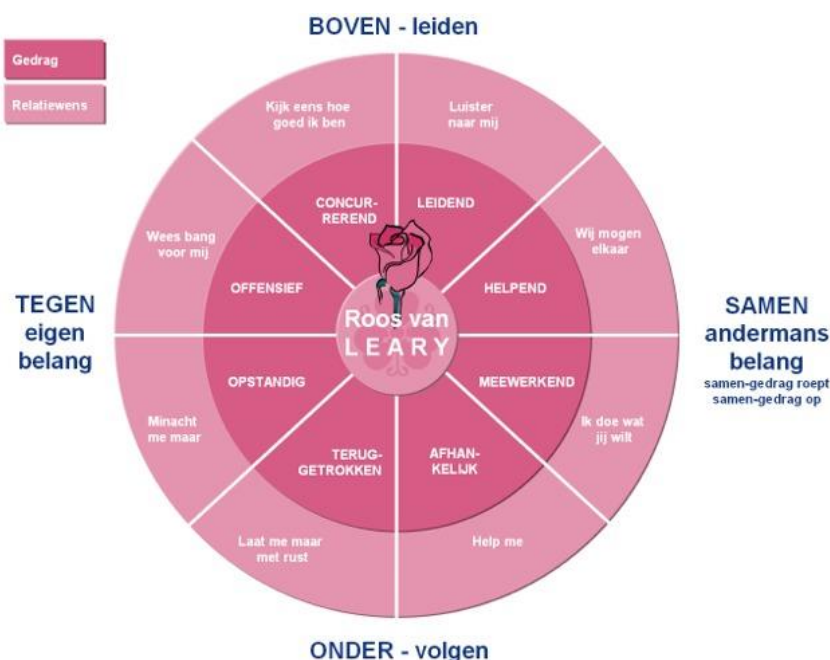 BOVEN - leiden
Gedrag
Relatiewens
Kijk eens hoe
goed ik ben
Luister
naar mij
CONCUR-
REREND
LEIDEND
Wees bang
voor mij
Wij mogen
elkaar
OFFENSIEF
HELPEND
TEGEN
eigen
belang
Roos van
LEARY
SAMEN
andermans
belang
samen-gedrag roept
samen-gedrag op
OPSTANDIG
MEEWERKEND
Minacht
me maar
Ik doe wat
jij wilt
TERUG-
GETROKKEN
AFHAN-
KELIJK
Laat me maar
met rust
Help me
ONDER - volgen